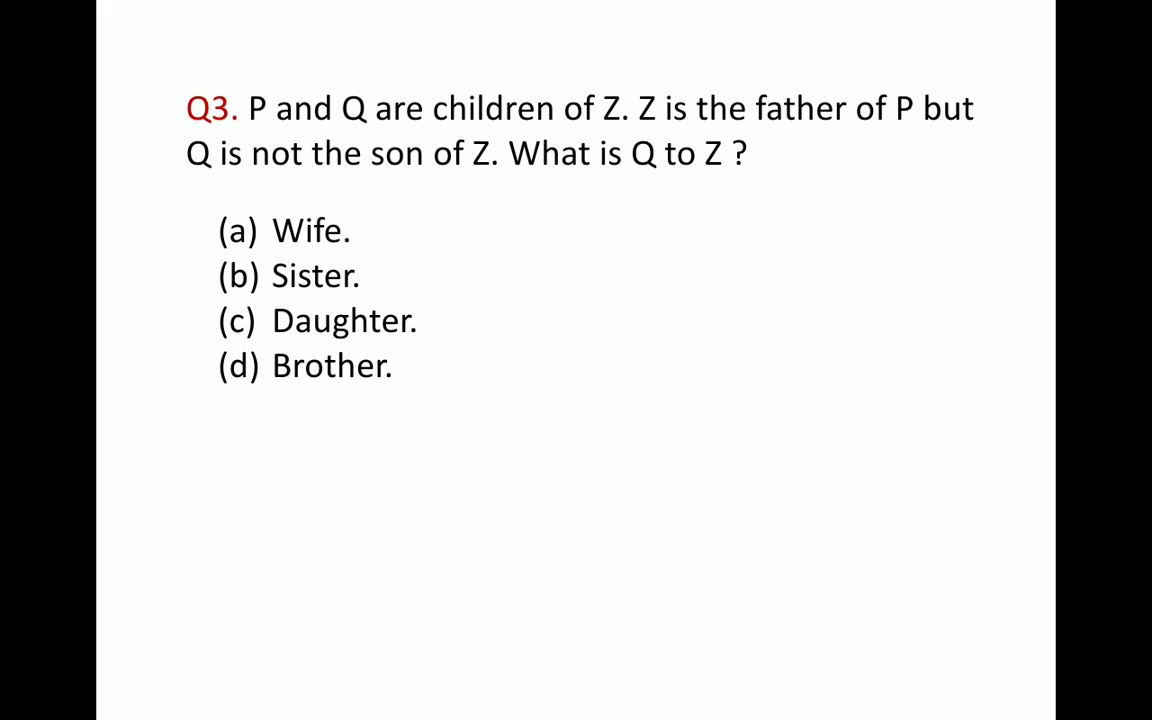 Q3. P and Q are children of Z. Z is the father of P but
Q is not the son of Z. What is Q to Z ?
(a) Wife.
(b) Sister.
(c) Daughter.
(d) Brother.